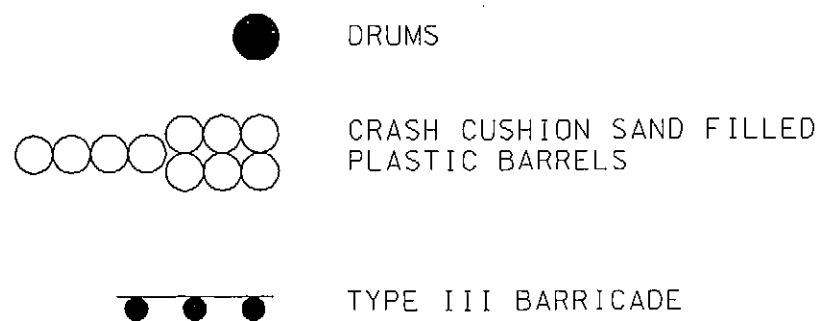 DRUMS
CRASH CUSHION SAND FILLED
PLASTIC BARRELS
TYPE III BARRICADE